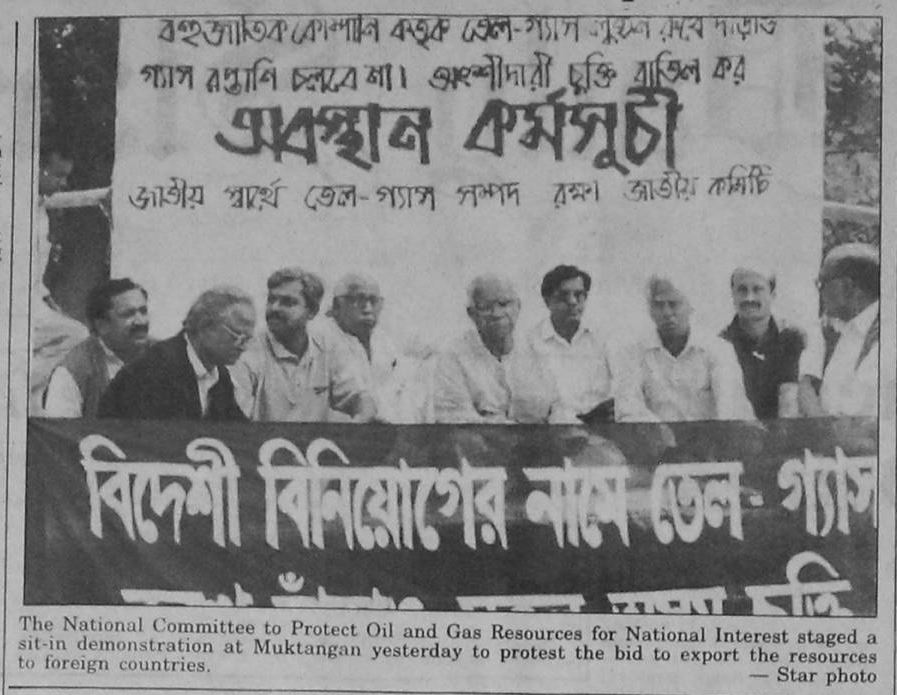 বহুজাতিক কোম্পানি কর্তৃক তেল-গ্যাস লুণ্ঠন রুখে দাঁড়াও
গ্যাস রপ্তানি চলবে না। অংশীদারী চুক্তি বাতিল কর
অবস্থান কর্মসূচী
জাতীয় স্বার্থে তেল-গ্যাস সম্পদ রক্ষা জাতীয় কমিটি
বিদেশী বিনিয়োগের নামে তেল-গ্যাস
চুক্তি
The National Committee to Protect Oil and Gas Resources for National Interest staged a
sit-in demonstration at Muktangan yesterday to protest the bid to export the resources
to foreign countries. — Star photo